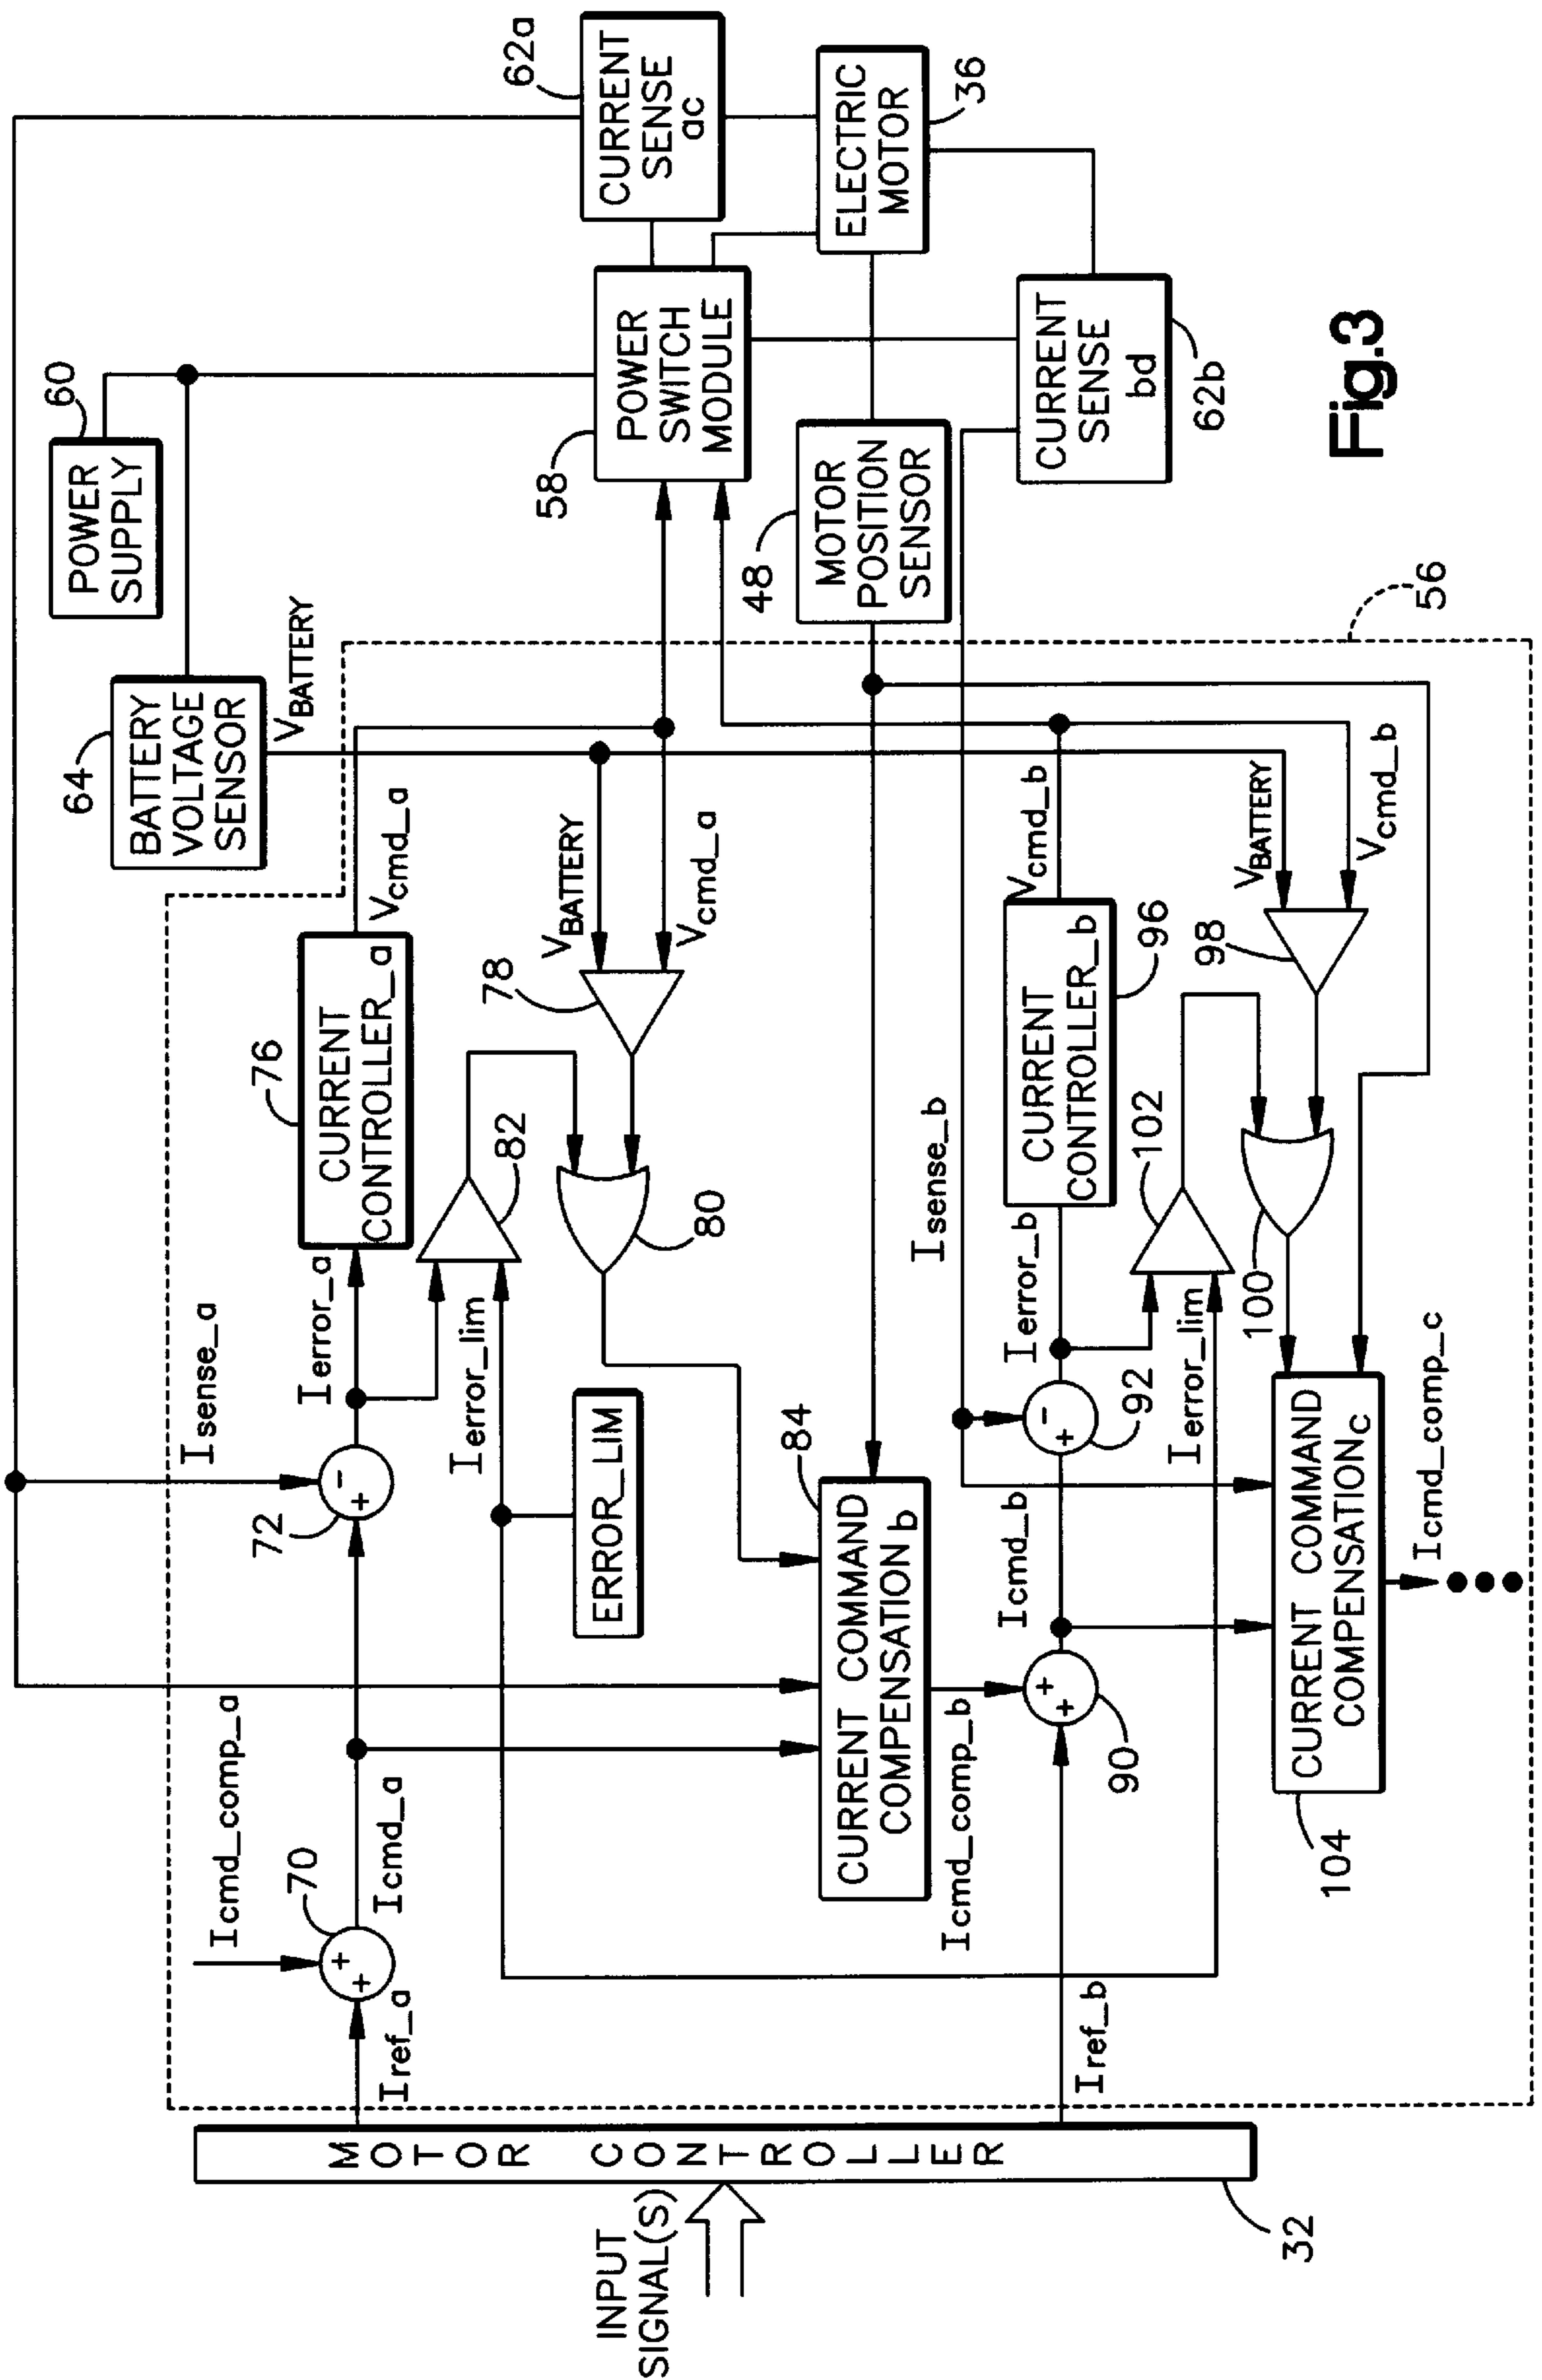 POWER
SUPPLY
60
BATTERY
VOLTAGE
SENSOR
64
VBATTERY
CURRENT
SENSE
ac
62a
POWER
SWITCH
MODULE
58
ELECTRIC
MOTOR
36
MOTOR
POSITION
SENSOR
48
CURRENT
SENSE
bd
62b
Fig.3
56
Icmd_comp_a
70
Iref_a
Icmd_a
Isense_a
72
Ierror_a
76
CURRENT
CONTROLLER_a
Vcmd_a
VBATTERY
Vcmd_a
78
82
80
Ierror_lim
ERROR_LIM
84
CURRENT COMMAND
COMPENSATION b
Icmd_comp_b
Iref_b
90
Icmd_b
Isense_b
92
Ierror_b
CURRENT
CONTROLLER_b
96
Vcmd_b
VBATTERY
Vcmd_b
98
102
100
Ierror_lim
CURRENT COMMAND
COMPENSATIONc
104
Icmd_comp_c
MOTOR CONTROLLER
32
INPUT
SIGNAL(S)